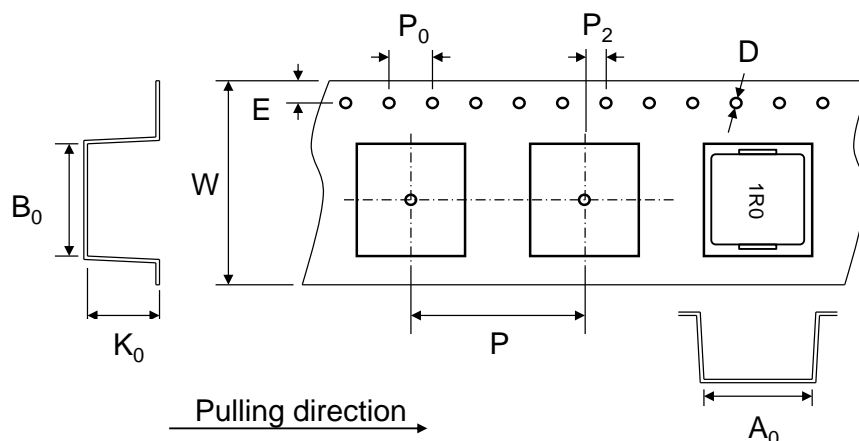 P0
P2
D
E
W
B0
1R0
K0
P
Pulling direction
A0